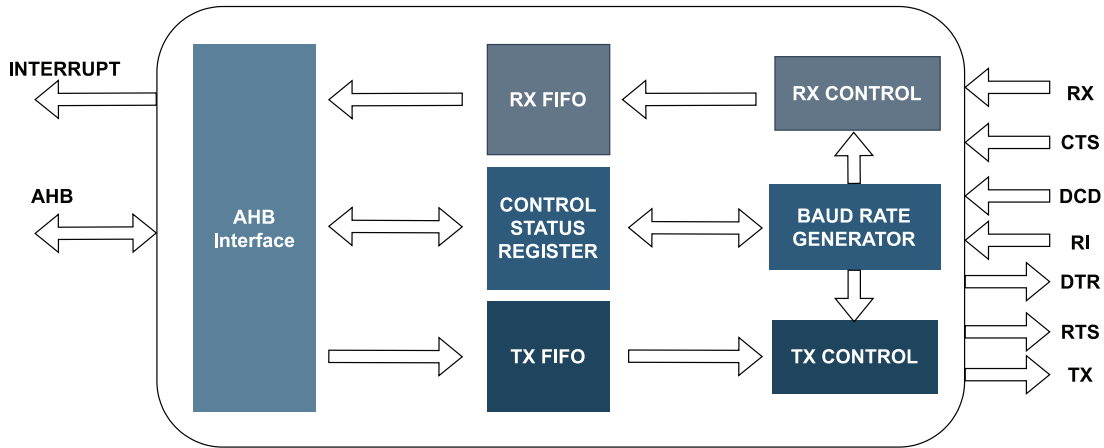 INTERRUPT
AHB
AHB
Interface
RX FIFO
CONTROL
STATUS
REGISTER
TX FIFO
RX CONTROL
BAUD RATE
GENERATOR
TX CONTROL
RX
CTS
DCD
RI
DTR
RTS
TX